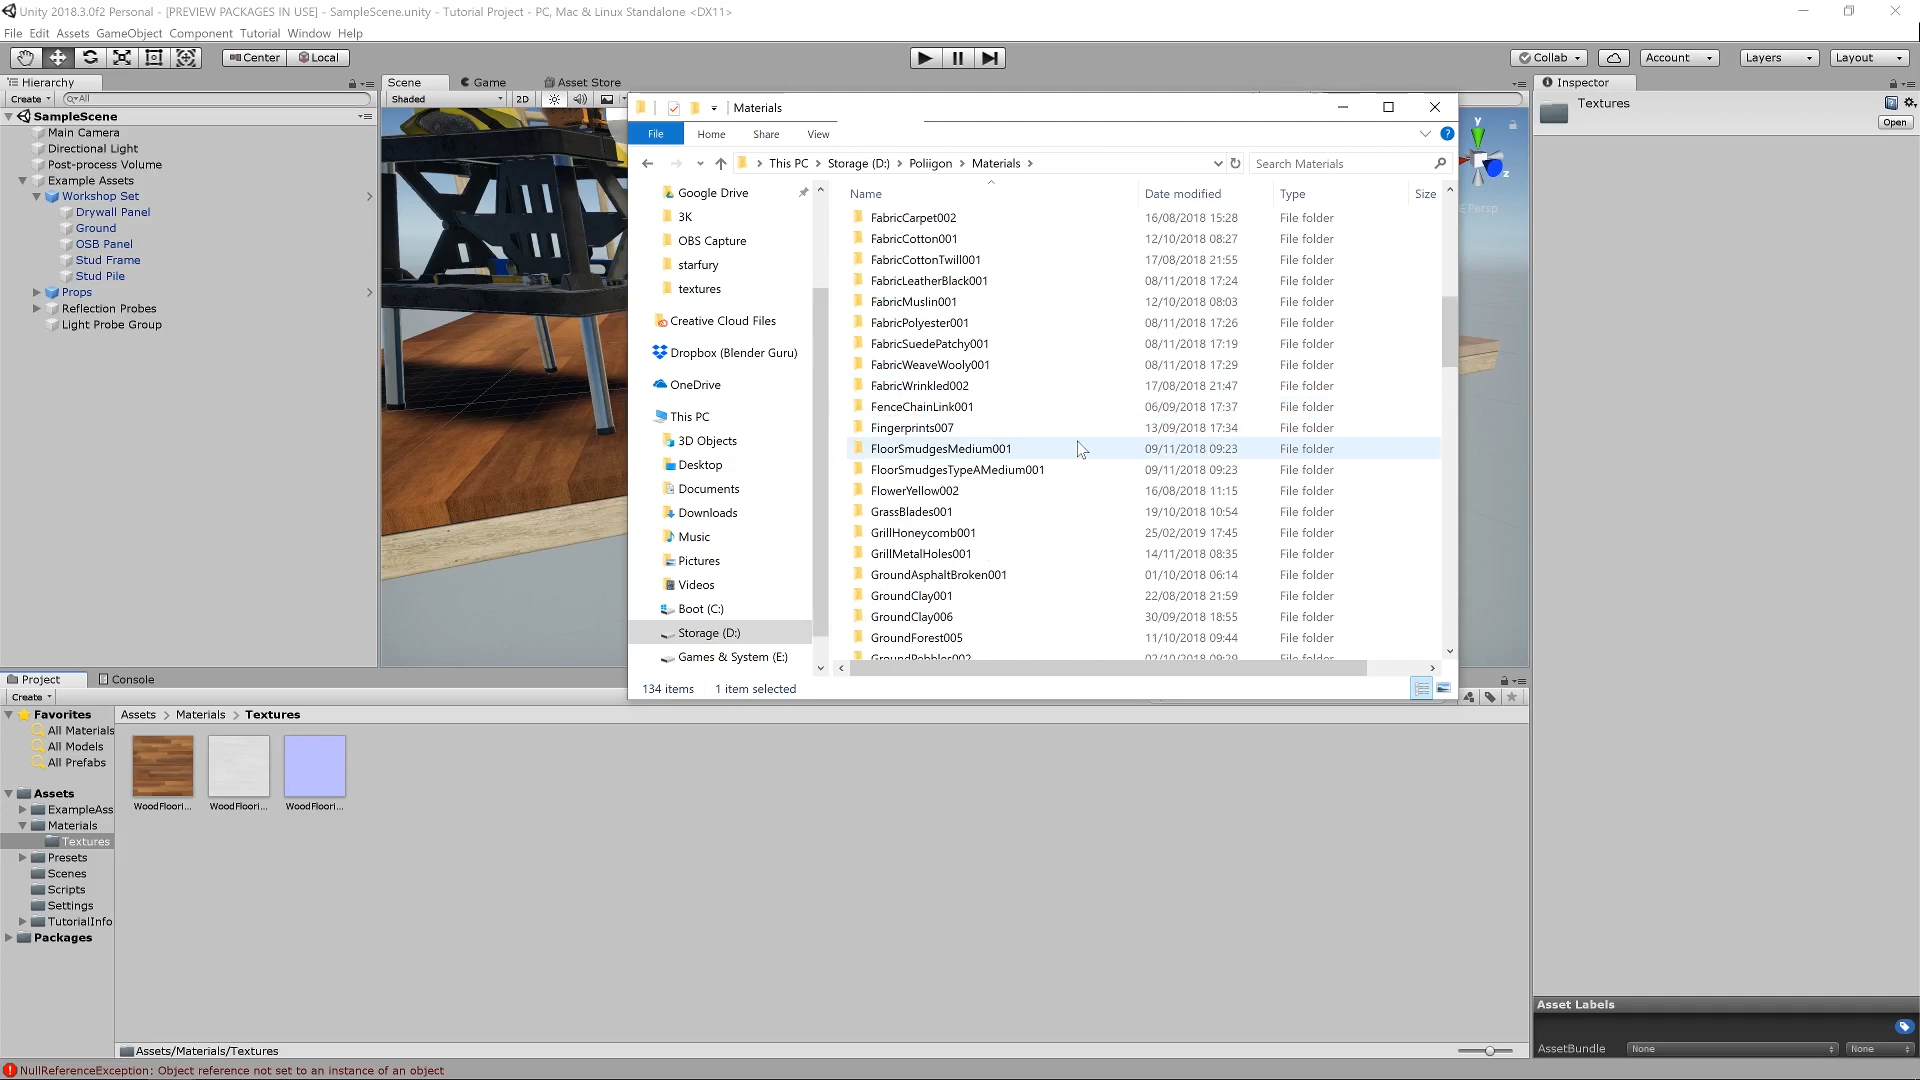 Unity 2018.3.0f2 Personal - [PREVIEW PACKAGES IN USE] - SampleScene.unity - Tutorial Project - PC, Mac & Linux Standalone <DX11>
File Edit Assets GameObject Component Tutorial Window Help
Center Local Collab Account Layers Layout
Hierarchy Scene Game Asset Store Inspector
Create All Shaded 2D
Textures
Open
SampleScene
Main Camera
Directional Light
Post-process Volume
Example Assets
Workshop Set
Drywall Panel
Ground
OSB Panel
Stud Frame
Stud Pile
Props
Reflection Probes
Light Probe Group
y
z
Persp
Materials
File Home Share View
This PC > Storage (D:) > Poliigon > Materials >
Search Materials
Google Drive
3K
OBS Capture
starfury
textures
Creative Cloud Files
Dropbox (Blender Guru)
OneDrive
This PC
3D Objects
Desktop
Documents
Downloads
Music
Pictures
Videos
Boot (C:)
Storage (D:)
Games & System (E:)
Name Date modified Type Size
FabricCarpet002 16/08/2018 15:28 File folder
FabricCotton001 12/10/2018 08:27 File folder
FabricCottonTwill001 17/08/2018 21:55 File folder
FabricLeatherBlack001 08/11/2018 17:24 File folder
FabricMuslin001 12/10/2018 08:03 File folder
FabricPolyester001 08/11/2018 17:26 File folder
FabricSuedePatchy001 08/11/2018 17:19 File folder
FabricWeaveWooly001 08/11/2018 17:29 File folder
FabricWrinkled002 17/08/2018 21:47 File folder
FenceChainLink001 06/09/2018 17:37 File folder
Fingerprints007 13/09/2018 17:34 File folder
FloorSmudgesMedium001 09/11/2018 09:23 File folder
FloorSmudgesTypeAMedium001 09/11/2018 09:23 File folder
FlowerYellow002 16/08/2018 11:15 File folder
GrassBlades001 19/10/2018 10:54 File folder
GrillHoneycomb001 25/02/2019 17:45 File folder
GrillMetalHoles001 14/11/2018 08:35 File folder
GroundAsphaltBroken001 01/10/2018 06:14 File folder
GroundClay001 22/08/2018 21:59 File folder
GroundClay006 30/09/2018 18:55 File folder
GroundForest005 11/10/2018 09:44 File folder
GroundPebbles002 02/10/2018 09:29 File folder
134 items 1 item selected
Project Console
Create
Favorites
All Materials
All Models
All Prefabs
Assets
ExampleAss
Materials
Textures
Presets
Scenes
Scripts
Settings
TutorialInfo
Packages
Assets > Materials > Textures
WoodFloori... WoodFloori... WoodFloori...
Assets/Materials/Textures
Asset Labels
AssetBundle None None
NullReferenceException: Object reference not set to an instance of an object